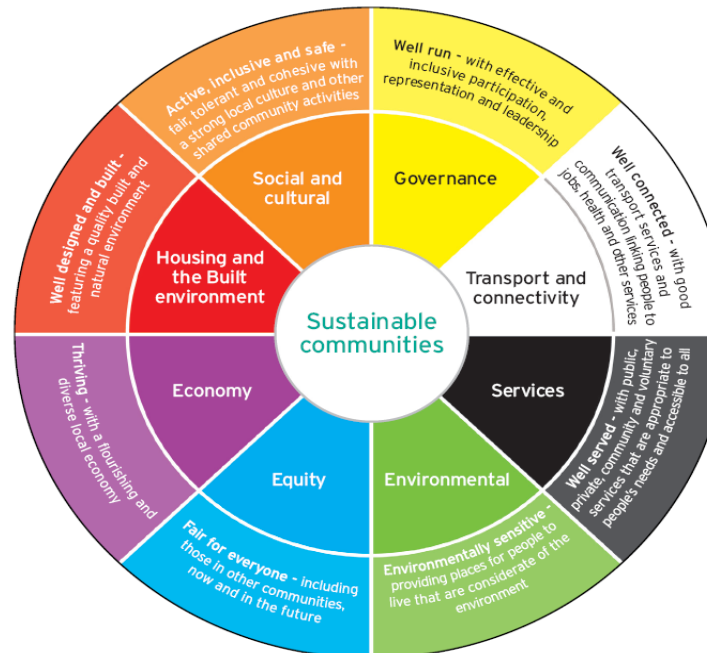 Sustainable
communities
Governance
Well run - with effective and
inclusive participation,
representation and leadership
Transport and
connectivity
Well connected - with good
transport services and
communication linking people to
jobs, health and other services
Services
Well served - with public,
private, community and voluntary
services that are appropriate to
people's needs and accessible to all
Environmental
Environmentally sensitive -
providing places for people to
live that are considerate of the
environment
Equity
Fair for everyone - including
those in other communities,
now and in the future
Economy
Thriving - with a flourishing and
diverse local economy
Housing and
the Built
environment
Well designed and built -
featuring a quality built and
natural environment
Social and
cultural
Active, inclusive and safe -
fair, tolerant and cohesive with
a strong local culture and other
shared community activities